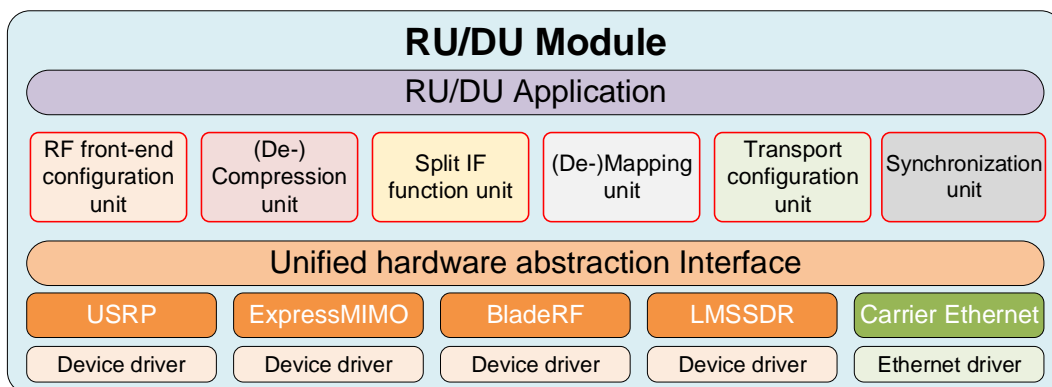 RU/DU Module
RU/DU Application
RF front-end
configuration
unit
(De-)
Compression
unit
Split IF
function unit
(De-)Mapping
unit
Transport
configuration
unit
Synchronization
unit
Unified hardware abstraction Interface
USRP
ExpressMIMO
BladeRF
LMSSDR
Carrier Ethernet
Device driver
Device driver
Device driver
Device driver
Ethernet driver